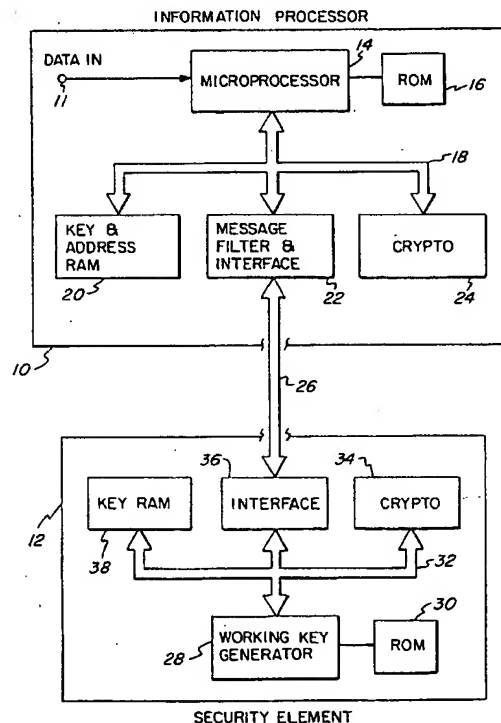 INFORMATION PROCESSOR
DATA IN
11
14
MICROPROCESSOR
ROM
16
18
KEY &
ADDRESS
RAM
20
MESSAGE
FILTER &
INTERFACE
22
CRYPTO
24
10
26
12
36
34
KEY RAM
38
INTERFACE
CRYPTO
32
30
28
WORKING KEY
GENERATOR
ROM
SECURITY ELEMENT